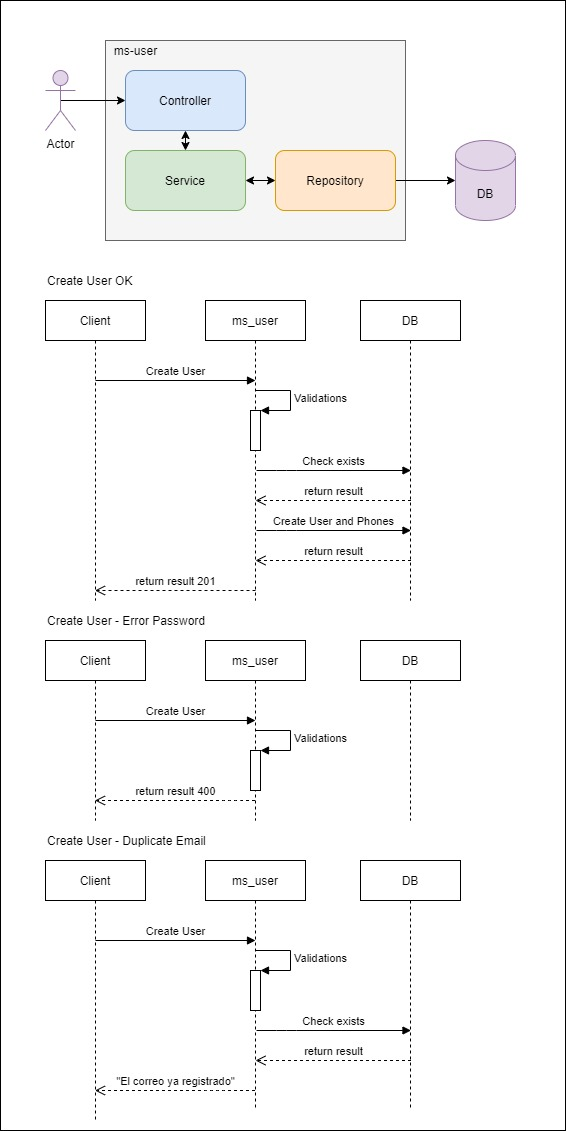 ms-user
Controller
Actor
Service
Repository
DB
Create User OK
Client
ms_user
DB
Create User
Validations
Check exists
return result
Create User and Phones
return result
return result 201
Create User - Error Password
Client
ms_user
DB
Create User
Validations
return result 400
Create User - Duplicate Email
Client
ms_user
DB
Create User
Validations
Check exists
return result
"El correo ya registrado"